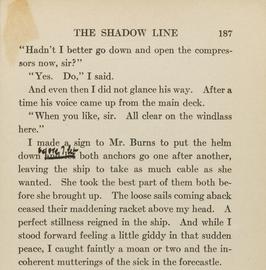 THE SHADOW LINE 187
"Hadn't I better go down and open the compres-
sors now, sir?"
"Yes. Do," I said.
And even then I did not glance his way. After a
time his voice came up from the main deck.
"When you like, sir. All clear on the windlass
here."
I made a sign to Mr. Burns to put the helm
down both anchors go one after another,
leaving the ship to take as much cable as she
wanted. She took the best part of them both be-
fore she brought up. The loose sails coming aback
ceased their maddening racket above my head. A
perfect stillness reigned in the ship. And while I
stood forward feeling a little giddy in that sudden
peace, I caught faintly a moan or two and the in-
coherent mutterings of the sick in the forecastle.